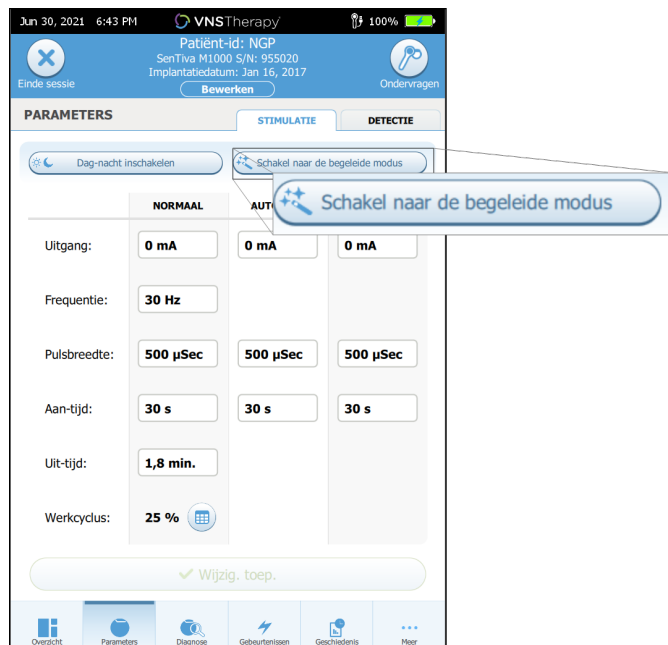 Jun 30, 2021 6:43 PM VNSTherapy 100%
Patiënt-id: NGP
SenTiva M1000 S/N: 955020
Implantatiedatum: Jan 16, 2017
Einde sessie Bewerken Ondervragen
PARAMETERS STIMULATIE DETECTIE
Dag-nacht inschakelen Schakel naar de begeleide modus
Schakel naar de begeleide modus
NORMAAL
Uitgang: 0 mA 0 mA 0 mA
Frequentie: 30 Hz
Pulsbreedte: 500 µSec 500 µSec 500 µSec
Aan-tijd: 30 s 30 s 30 s
Uit-tijd: 1,8 min.
Werkcyclus: 25 %
Wijzig. toep.
Overzicht Parameters Diagnose Gebeurtenissen Geschiedenis Meer